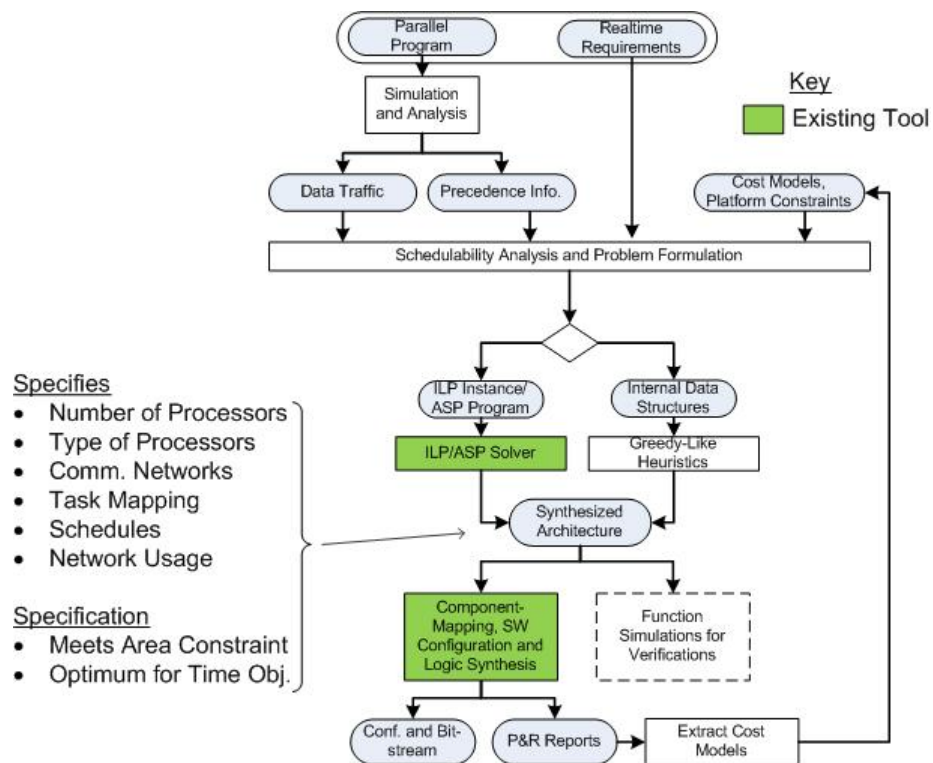 Parallel
Program
Realtime
Requirements
Key
Existing Tool
Simulation
and Analysis
Data Traffic
Precedence Info.
Cost Models,
Platform Constraints
Schedulability Analysis and Problem Formulation
ILP Instance/
ASP Program
Internal Data
Structures
ILP/ASP Solver
Greedy-Like
Heuristics
Specifies
• Number of Processors
• Type of Processors
• Comm. Networks
• Task Mapping
• Schedules
• Network Usage
Specification
• Meets Area Constraint
• Optimum for Time Obj.
Synthesized
Architecture
Component-
Mapping, SW
Configuration and
Logic Synthesis
Function
Simulations for
Verifications
Conf. and Bit-
stream
P&R Reports
Extract Cost
Models